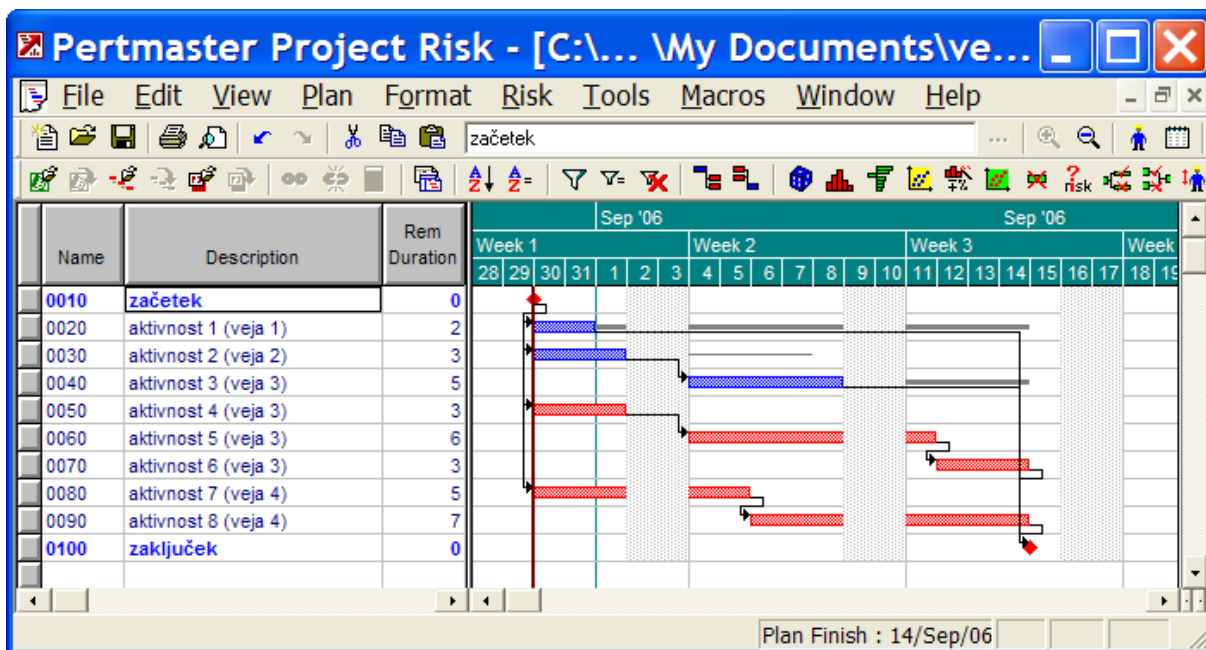 Pertmaster Project Risk - [C:\... \My Documents\ve...
File Edit View Plan Format Risk Tools Macros Window Help
začetek
risk
Name Description Rem Duration
Sep '06 Sep '06
Week 1 Week 2 Week 3 Week
28 29 30 31 1 2 3 4 5 6 7 8 9 10 11 12 13 14 15 16 17 18 19
0010 začetek 0
0020 aktivnost 1 (veja 1) 2
0030 aktivnost 2 (veja 2) 3
0040 aktivnost 3 (veja 3) 5
0050 aktivnost 4 (veja 3) 3
0060 aktivnost 5 (veja 3) 6
0070 aktivnost 6 (veja 3) 3
0080 aktivnost 7 (veja 4) 5
0090 aktivnost 8 (veja 4) 7
0100 zaključek 0
Plan Finish : 14/Sep/06